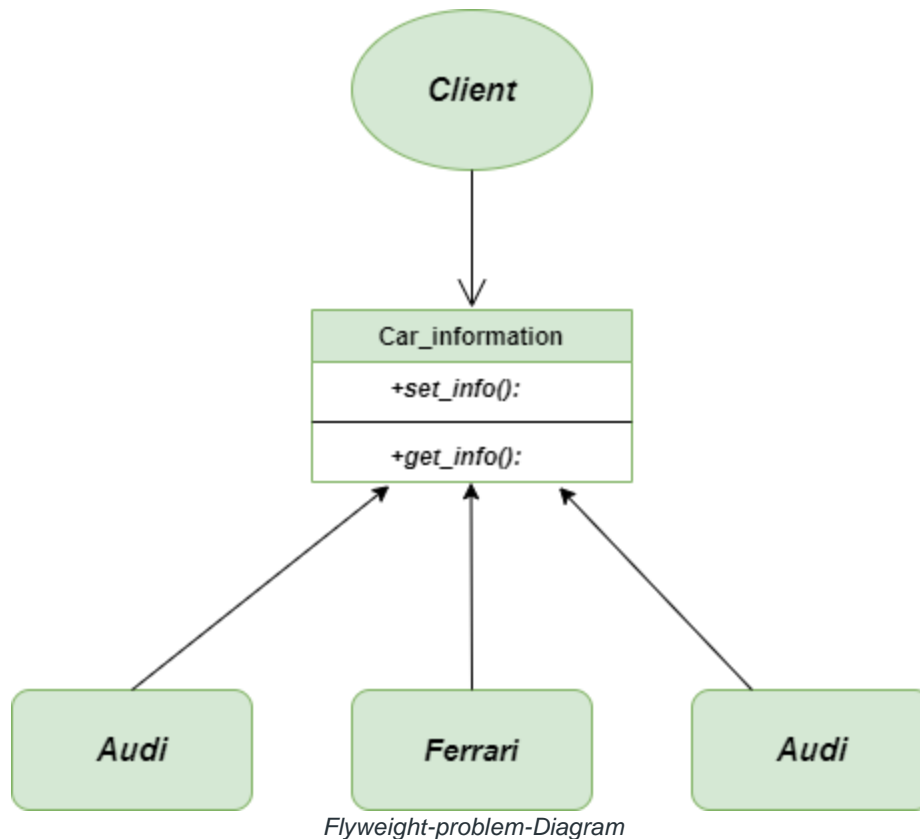 Client
Car_information
+set_info():
+get_info():
Audi
Ferrari
Audi
Flyweight-problem-Diagram